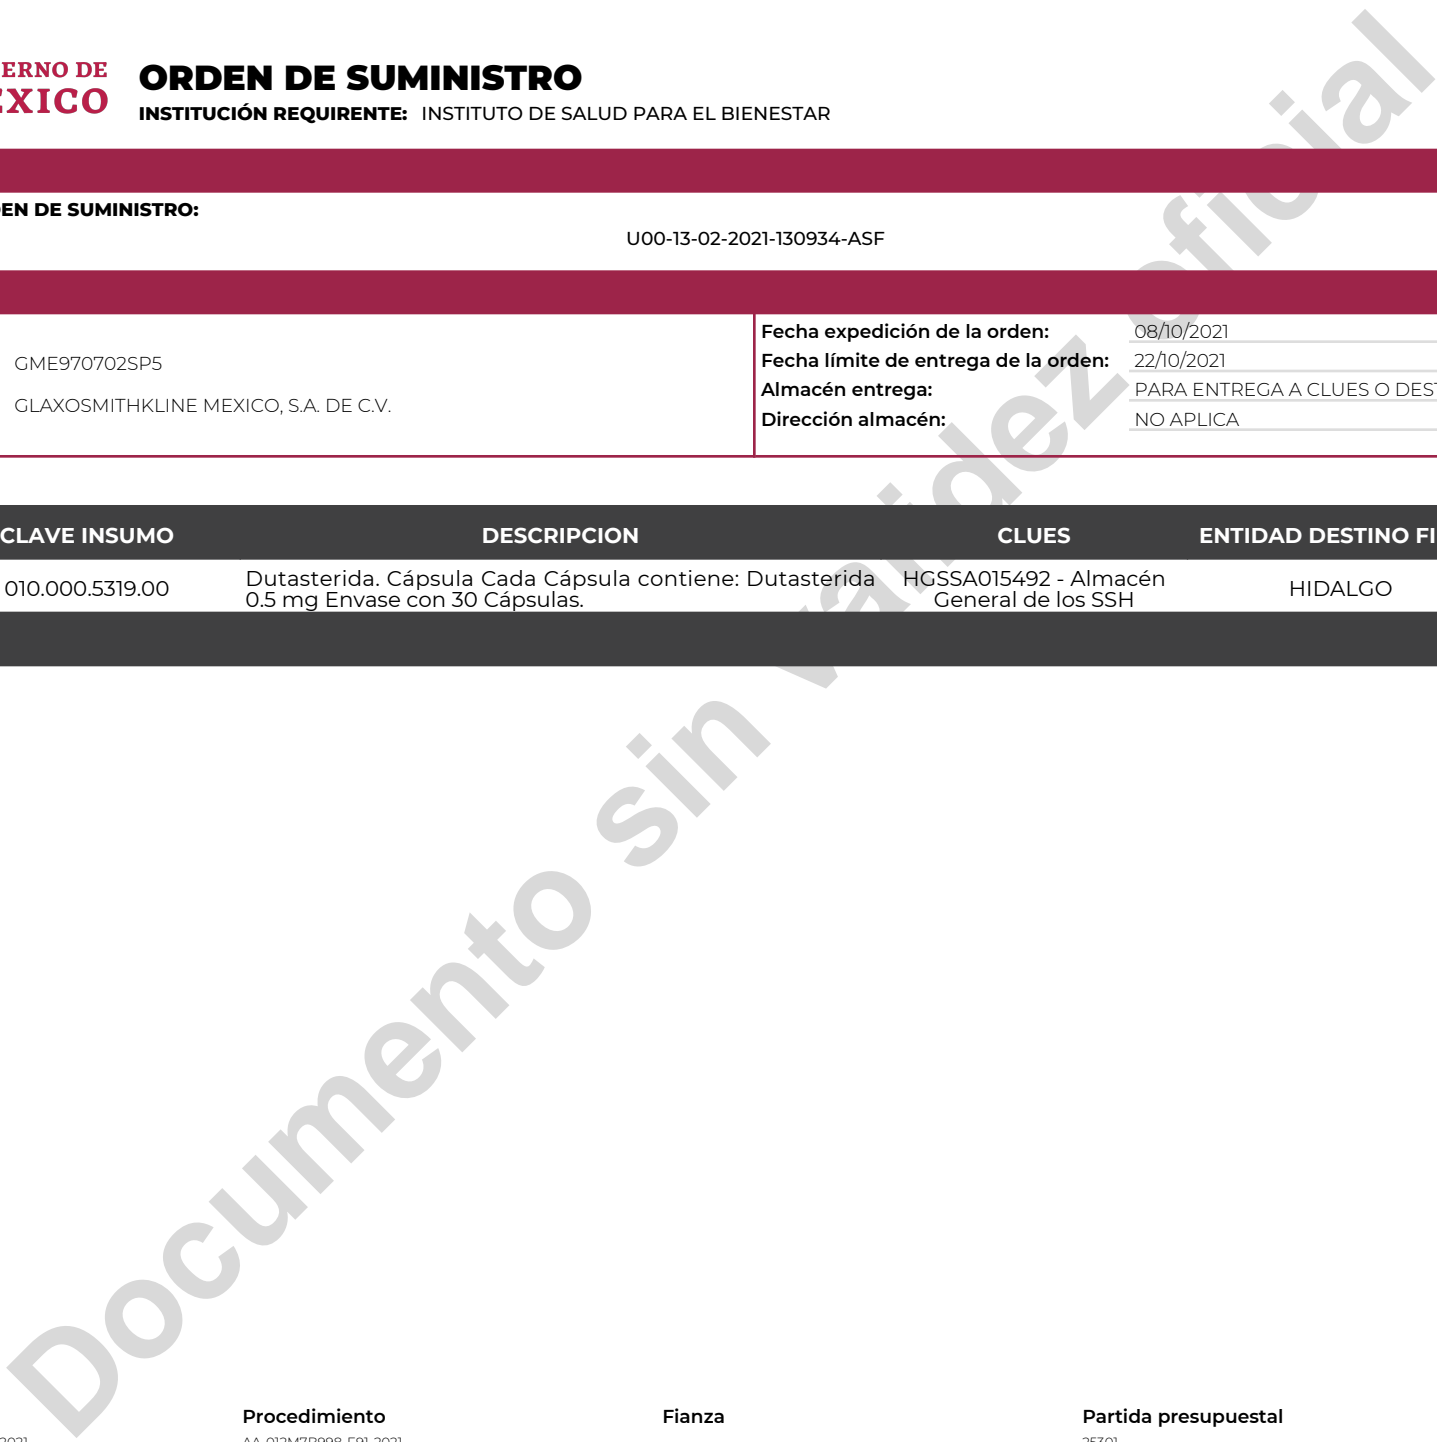 ERNO DE
ORDEN DE SUMINISTRO
INSTITUCIÓN REQUIRENTE: INSTITUTO DE SALUD PARA EL BIENESTAR
EN DE SUMINISTRO:
U00-13-02-2021-130934-ASF
GME970702SP5
GLAXOSMITHKLINE MEXICO, S.A. DE C.V.
Fecha expedición de la orden: 08/10/2021
Fecha límite de entrega de la orden: 22/10/2021
Almacén entrega: PARA ENTREGA A CLUES O DEST
Dirección almacén: NO APLICA
CLAVE INSUMO DESCRIPCION CLUES ENTIDAD DESTINO FI
010.000.5319.00 Dutasterida. Cápsula Cada Cápsula contiene: Dutasterida HGSSA015492 - Almacén HIDALGO
0.5 mg Envase con 30 Cápsulas. General de los SSH
Documento sin validez oficial
Procedimiento Fianza Partida presupuestal